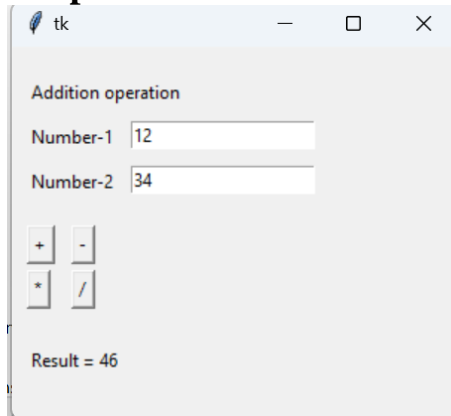 tk
Addition operation
Number-1 12
Number-2 34
+ -
* /
Result = 46